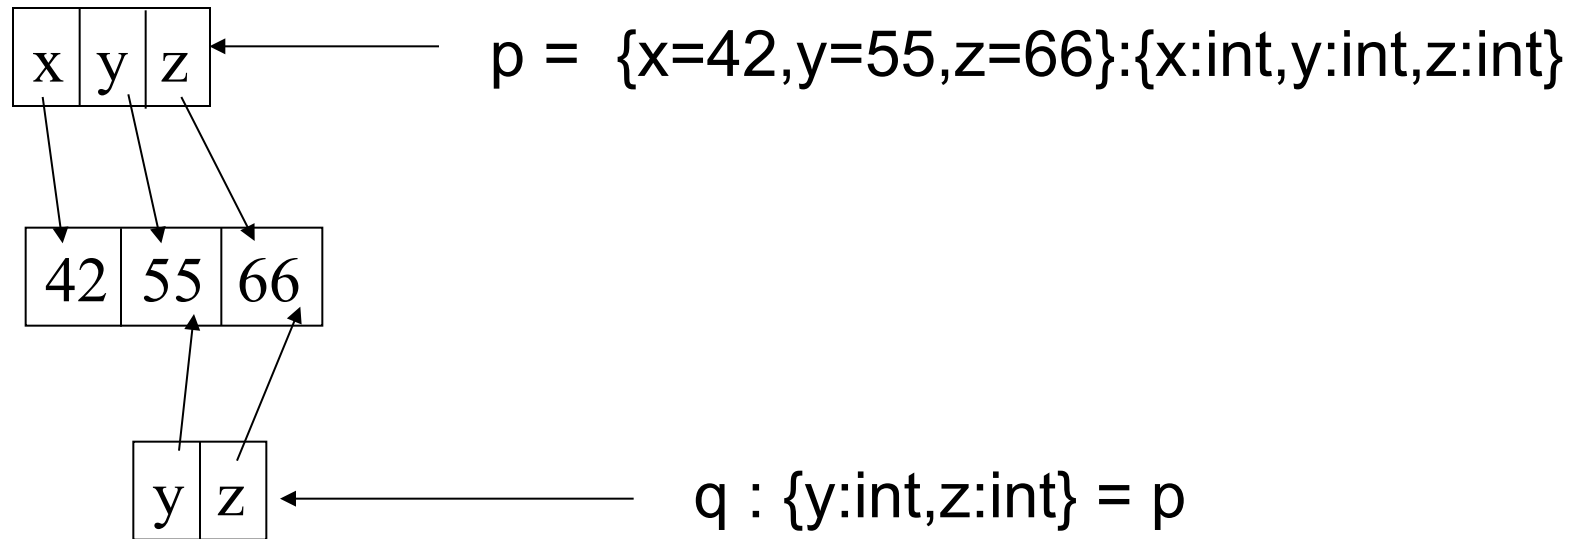 x y z
p = {x=42,y=55,z=66}:{x:int,y:int,z:int}
42 55 66
y z
q : {y:int,z:int} = p